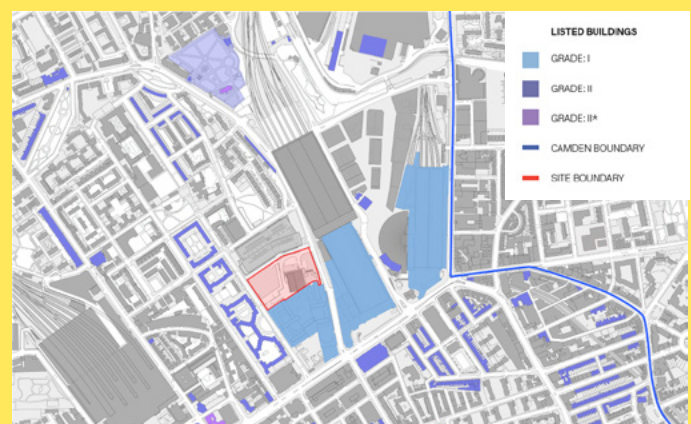 LISTED BUILDINGS
GRADE: I
GRADE: II
GRADE: II*
CAMDEN BOUNDARY
SITE BOUNDARY